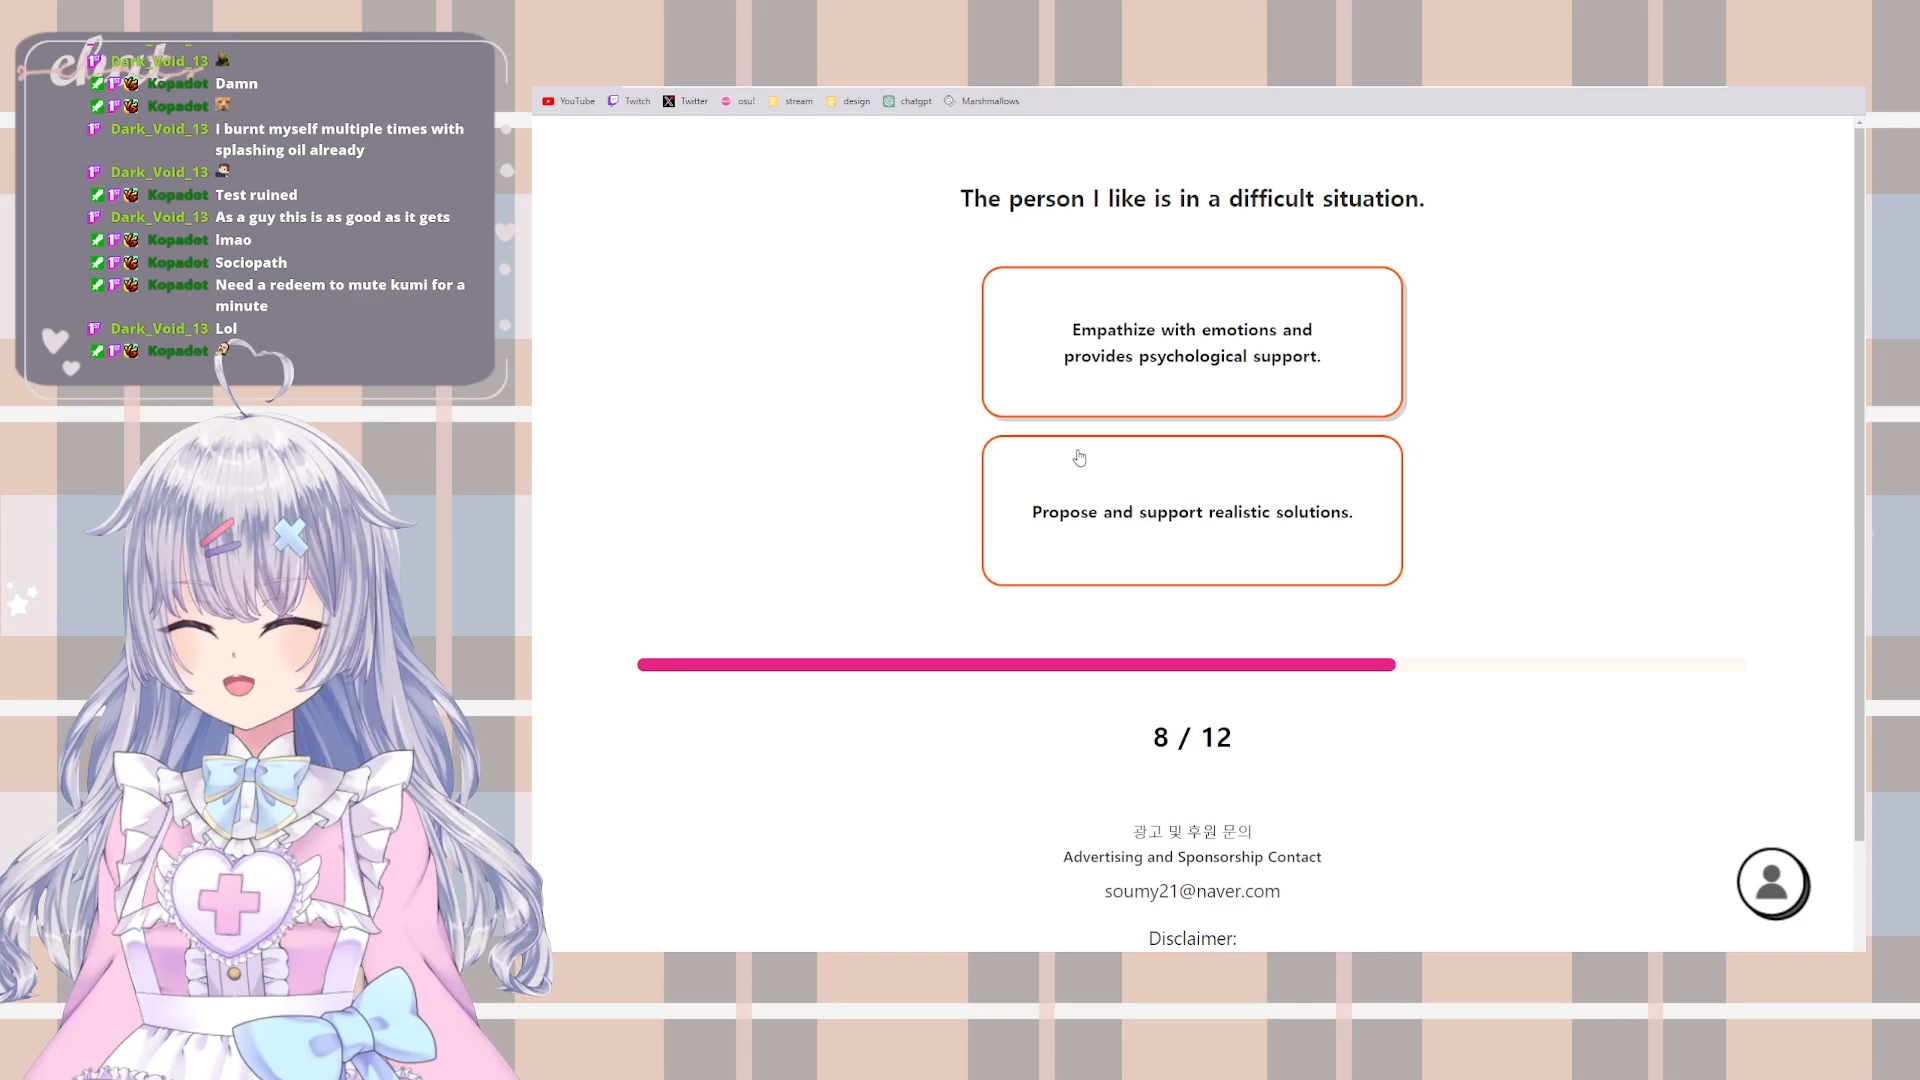 chat
Dark_Void_13
Kopadot Damn
Kopadot
Dark_Void_13 I burnt myself multiple times with
splashing oil already
Dark_Void_13
Kopadot Test ruined
Dark_Void_13 As a guy this is as good as it gets
Kopadot lmao
Kopadot Sociopath
Kopadot Need a redeem to mute kumi for a
minute
Dark_Void_13 Lol
Kopadot
YouTube Twitch Twitter osu! stream design chatgpt Marshmallows
The person I like is in a difficult situation.
Empathize with emotions and
provides psychological support.
Propose and support realistic solutions.
8 / 12
광고 및 후원 문의
Advertising and Sponsorship Contact
soumy21@naver.com
Disclaimer: